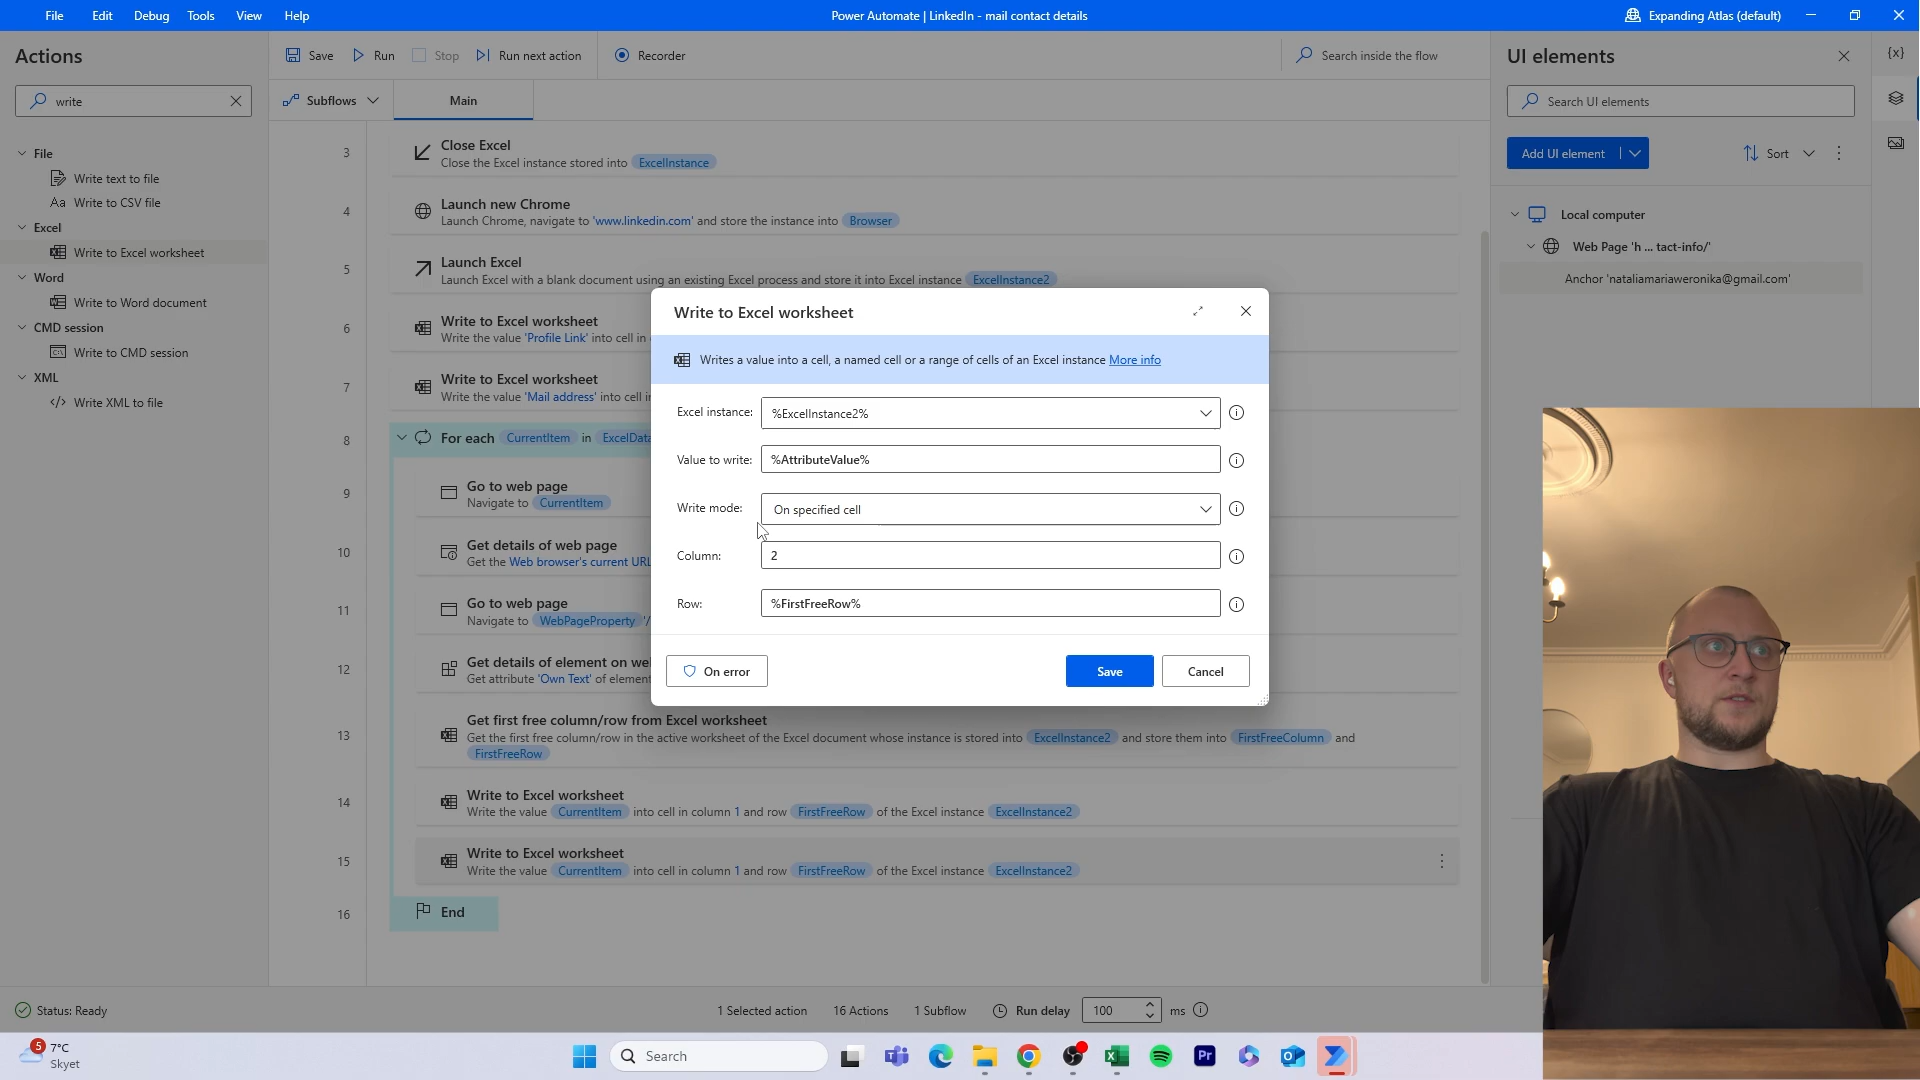 File Edit Debug Tools View Help
Power Automate | LinkedIn - mail contact details
Expanding Atlas (default)
Actions
write
File
Write text to file
Aa Write to CSV file
Excel
Write to Excel worksheet
Word
Write to Word document
CMD session
Write to CMD session
XML
Write XML to file
Save Run Stop Run next action Recorder
Search inside the flow
Subflows Main
3
Close Excel
Close the Excel instance stored into ExcelInstance
4
Launch new Chrome
Launch Chrome, navigate to 'www.linkedin.com' and store the instance into Browser
5
Launch Excel
Launch Excel with a blank document using an existing Excel process and store it into Excel instance ExcelInstance2
6
Write to Excel worksheet
Write the value 'Profile Link' into cell in
7
Write to Excel worksheet
Write the value 'Mail address' into cell in
8
For each CurrentItem in ExcelData
9
Go to web page
Navigate to CurrentItem
10
Get details of web page
Get the Web browser's current URL
11
Go to web page
Navigate to WebPageProperty '/
12
Get details of element on we
Get attribute 'Own Text' of element
13
Get first free column/row from Excel worksheet
Get the first free column/row in the active worksheet of the Excel document whose instance is stored into ExcelInstance2 and store them into FirstFreeColumn and
FirstFreeRow
14
Write to Excel worksheet
Write the value CurrentItem into cell in column 1 and row FirstFreeRow of the Excel instance ExcelInstance2
15
Write to Excel worksheet
Write the value CurrentItem into cell in column 1 and row FirstFreeRow of the Excel instance ExcelInstance2
16
End
Write to Excel worksheet
Writes a value into a cell, a named cell or a range of cells of an Excel instance More info
Excel instance: %ExcelInstance2%
Value to write: %AttributeValue%
Write mode: On specified cell
Column: 2
Row: %FirstFreeRow%
On error Save Cancel
UI elements
Search UI elements
Add UI element Sort
Local computer
Web Page 'h ... tact-info/'
Anchor 'nataliamariaweronika@gmail.com'
{x}
Status: Ready
1 Selected action 16 Actions 1 Subflow Run delay 100 ms
5
7°C
Skyet
Search
Pr